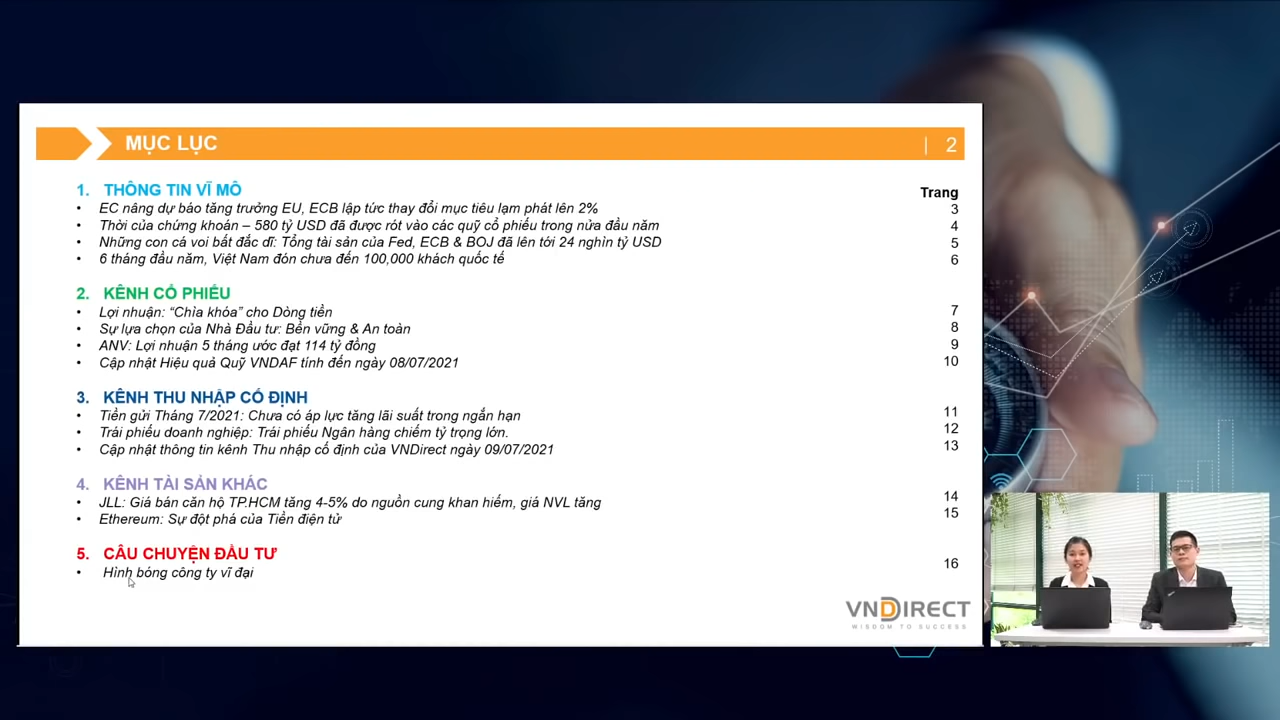 MỤC LỤC | 2
Trang
1. THÔNG TIN VĨ MÔ
• EC nâng dự báo tăng trưởng EU, ECB lập tức thay đổi mục tiêu lạm phát lên 2% 3
• Thời của chứng khoán – 580 tỷ USD đã được rót vào các quỹ cổ phiếu trong nửa đầu năm 4
• Những con cá voi bất đắc dĩ: Tổng tài sản của Fed, ECB & BOJ đã lên tới 24 nghìn tỷ USD 5
• 6 tháng đầu năm, Việt Nam đón chưa đến 100,000 khách quốc tế 6
2. KÊNH CỔ PHIẾU
• Lợi nhuận: “Chìa khóa” cho Dòng tiền 7
• Sự lựa chọn của Nhà Đầu tư: Bền vững & An toàn 8
• ANV: Lợi nhuận 5 tháng ước đạt 114 tỷ đồng 9
• Cập nhật Hiệu quả Quỹ VNDAF tính đến ngày 08/07/2021 10
3. KÊNH THU NHẬP CỐ ĐỊNH
• Tiền gửi Tháng 7/2021: Chưa có áp lực tăng lãi suất trong ngắn hạn 11
• Trái phiếu doanh nghiệp: Trái phiếu Ngân hàng chiếm tỷ trọng lớn. 12
• Cập nhật thông tin kênh Thu nhập cố định của VNDirect ngày 09/07/2021 13
4. KÊNH TÀI SẢN KHÁC
• JLL: Giá bán căn hộ TP.HCM tăng 4-5% do nguồn cung khan hiếm, giá NVL tăng 14
• Ethereum: Sự đột phá của Tiền điện tử 15
5. CÂU CHUYỆN ĐẦU TƯ
• Hình bóng công ty vĩ đại 16
VNDIRECT
WISDOM TO SUCCESS